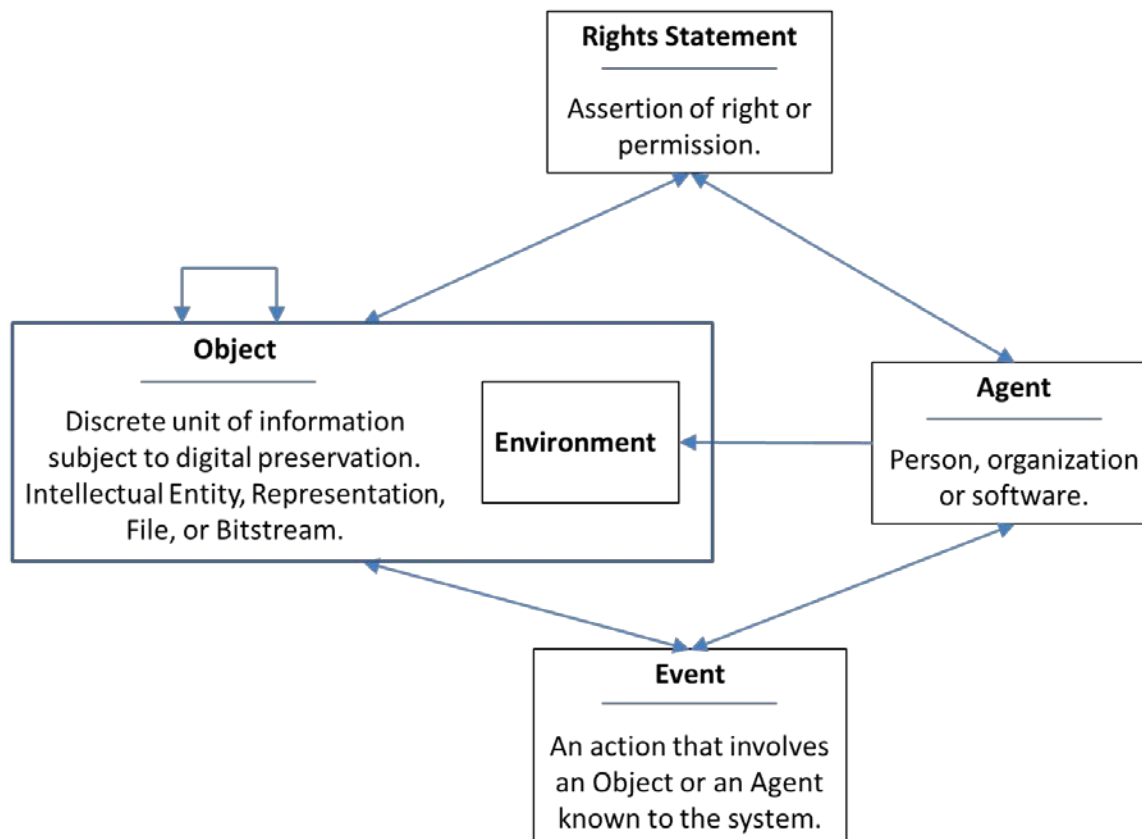 Rights Statement
Assertion of right or
permission.
Object
Discrete unit of information
subject to digital preservation.
Intellectual Entity, Representation,
File, or Bitstream.
Environment
Agent
Person, organization
or software.
Event
An action that involves
an Object or an Agent
known to the system.